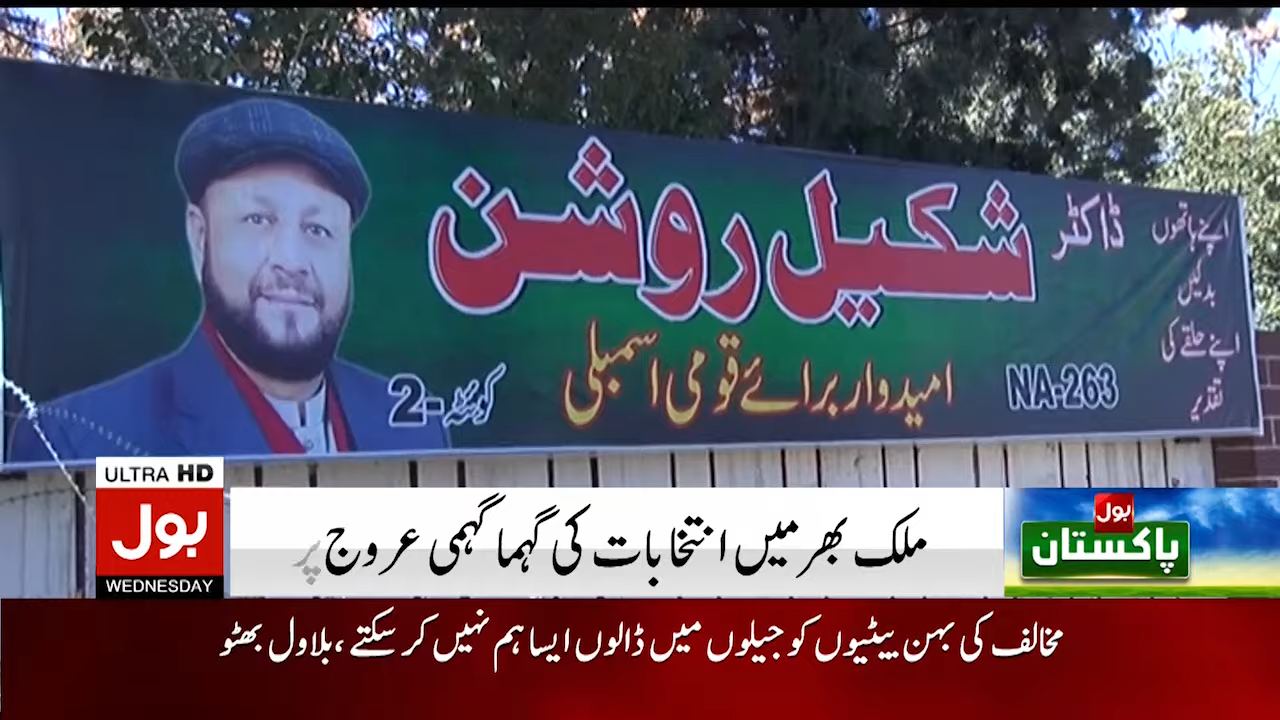 اپنے ہاتھوں
بدلیں
اپنے حلقے کی
تقدیر
ڈاکٹر
شکیل روشن
امیدوار برائے قومی اسمبلی
NA-263
کوئٹہ-2
ULTRA HD
بول
WEDNESDAY
ملک بھر میں انتخابات کی گہما گہمی عروج پر
بول
پاکستان
مخالف کی بہن بیٹیوں کو جیلوں میں ڈالوں ایسا ہم نہیں کر سکتے ، بلاول بھٹو